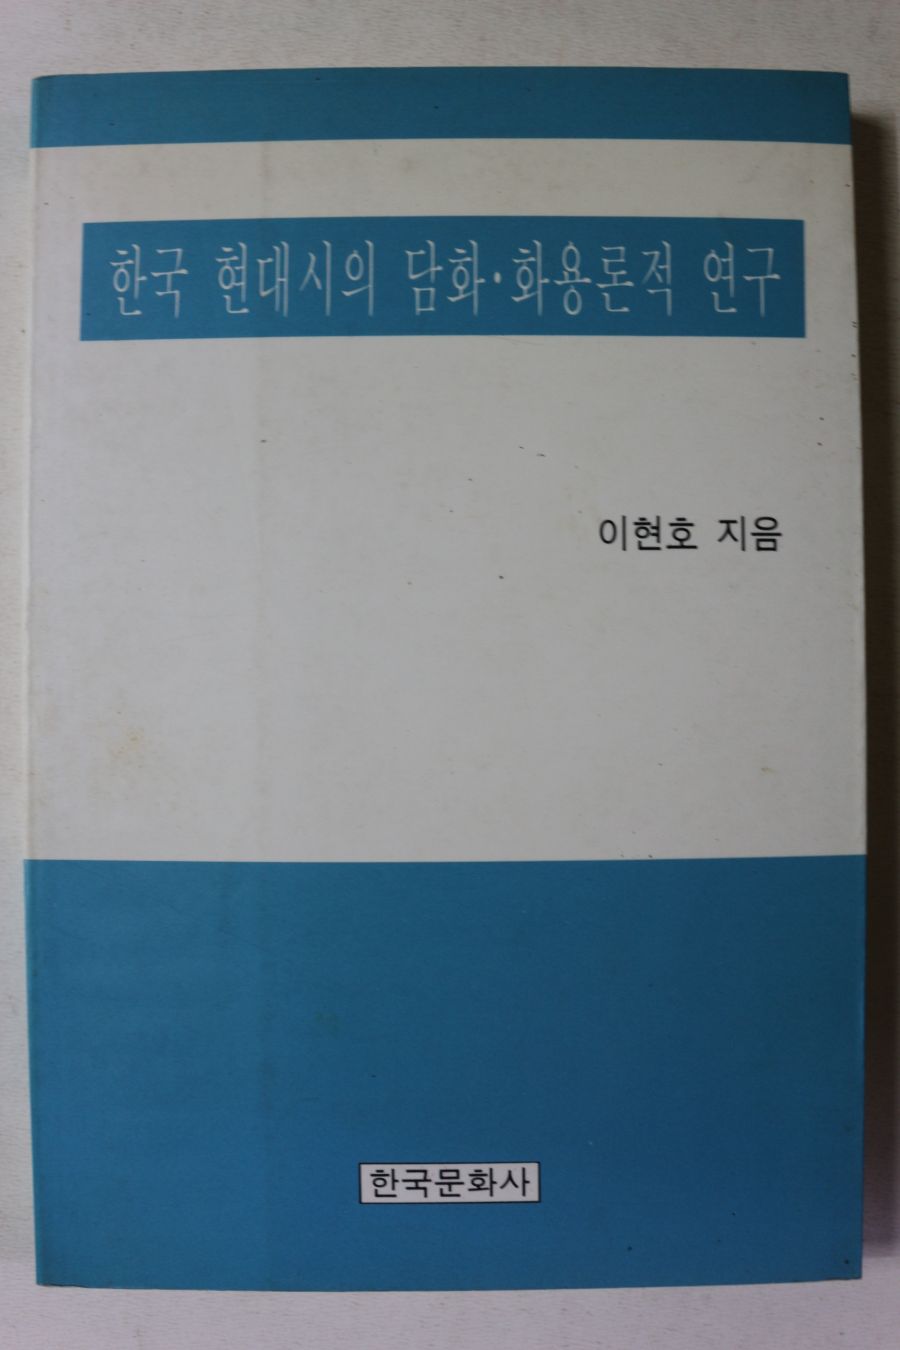 한국 현대시의 담화·화용론적 연구
이현호 지음
한국문화사